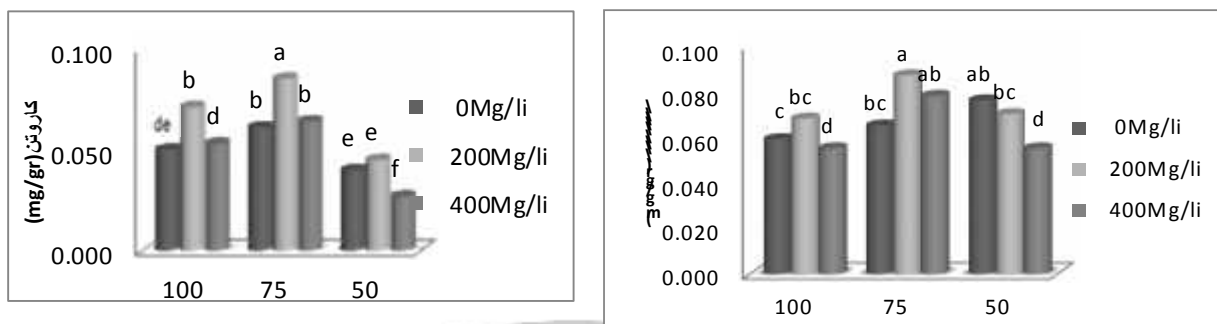 0.100
0.050
0.000
کاروتن(mg/gr)
de b d
b a b
e e f
100 75 50
0Mg/li
200Mg/li
400Mg/li
0.100
0.080
0.060
0.040
0.020
0.000
c bc d
bc a ab
ab bc d
100 75 50
0Mg/li
200Mg/li
400Mg/li